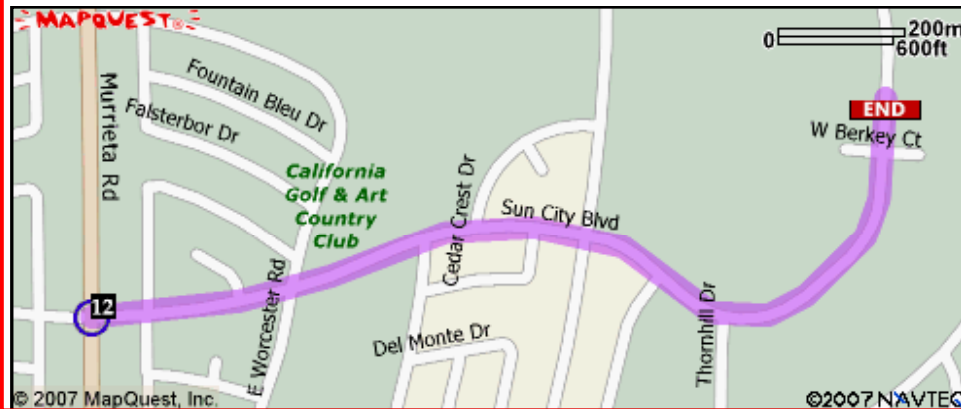 MAPQUEST®
0
200m
600ft
Murrieta Rd
Fountain Bleu Dr
Falsterbor Dr
END
W Berkey Ct
California
Golf & Art
Country
Club
Cedar Crest Dr
Sun City Blvd
12
E Worcester Rd
Del Monte Dr
Thornhill Dr
© 2007 MapQuest, Inc.
©2007 NAVTEQ